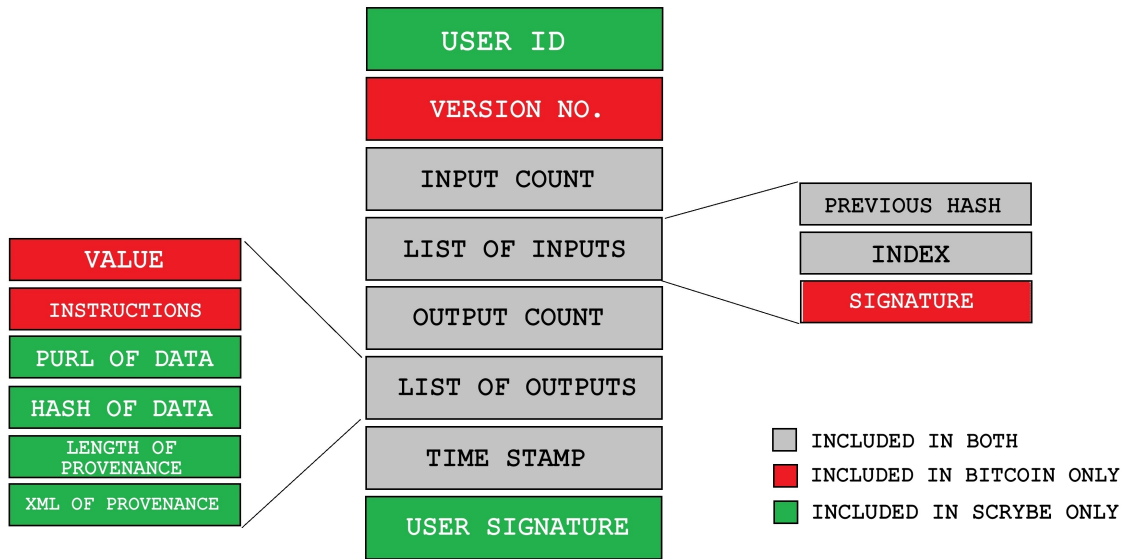 USER ID
VERSION NO.
INPUT COUNT
LIST OF INPUTS
OUTPUT COUNT
LIST OF OUTPUTS
TIME STAMP
USER SIGNATURE
VALUE
INSTRUCTIONS
PURL OF DATA
HASH OF DATA
LENGTH OF
PROVENANCE
XML OF PROVENANCE
PREVIOUS HASH
INDEX
SIGNATURE
INCLUDED IN BOTH
INCLUDED IN BITCOIN ONLY
INCLUDED IN SCRYBE ONLY